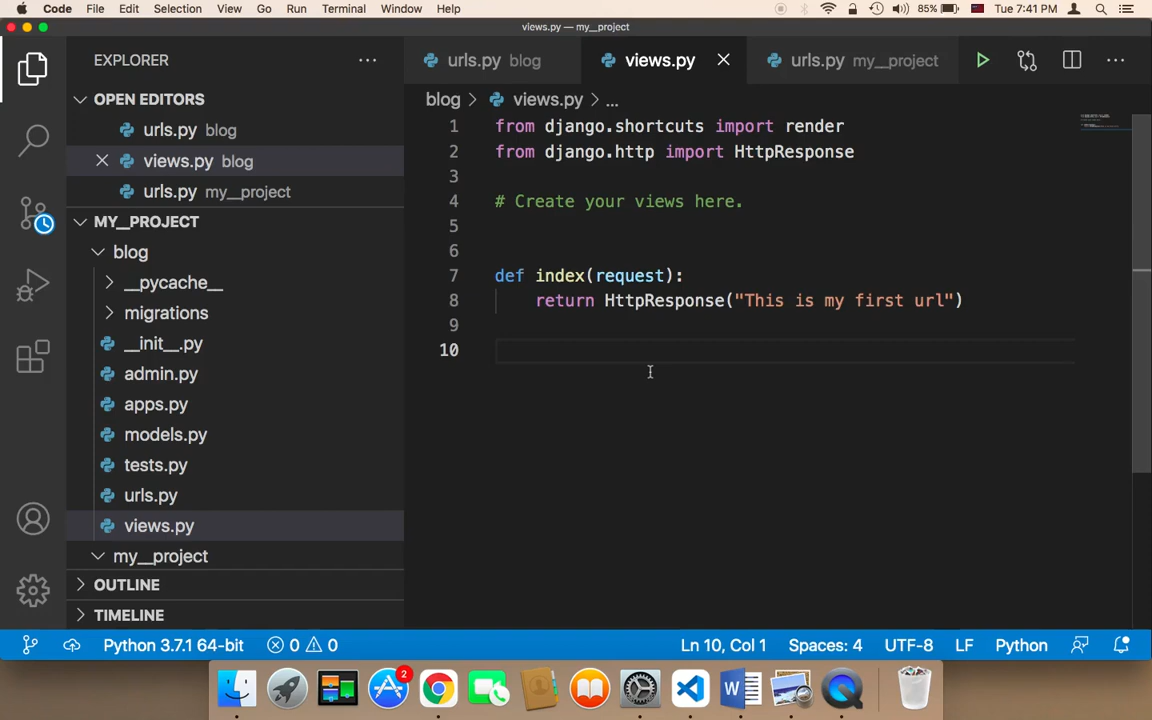 Code File Edit Selection View Go Run Terminal Window Help 85% Tue 7:41 PM
views.py — my__project
EXPLORER
OPEN EDITORS
urls.py blog
views.py blog
urls.py my__project
MY__PROJECT
blog
__pycache__
migrations
__init__.py
admin.py
apps.py
models.py
tests.py
urls.py
views.py
my__project
OUTLINE
TIMELINE
urls.py blog views.py urls.py my__project
blog > views.py > ...
1 from django.shortcuts import render
2 from django.http import HttpResponse
3
4 # Create your views here.
5
6
7 def index(request):
8 return HttpResponse("This is my first url")
9
10
Python 3.7.1 64-bit 0 0 Ln 10, Col 1 Spaces: 4 UTF-8 LF Python
2
W